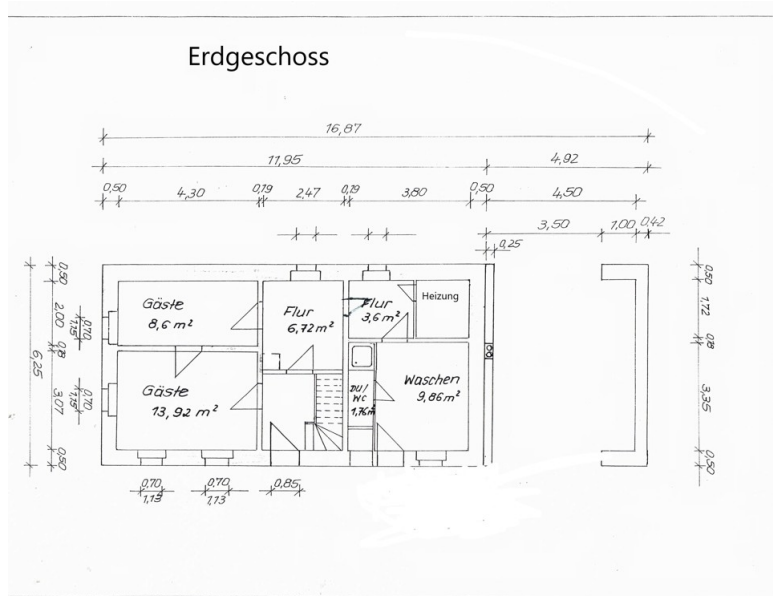 Erdgeschoss
16,87
11,95
4,92
0,50
4,30
0,19
2,47
0,19
3,80
0,50
4,50
3,50
1,00
0,42
0,25
Gäste
8,6 m²
Flur
6,72 m²
Flur
3,6 m²
Heizung
Gäste
13,92 m²
DU/
WC
1,76 m²
Waschen
9,86 m²
0,50
2,00
0,18
3,07
0,50
6,25
0,70
1,15
0,70
1,15
0,50
1,72
3,35
0,50
0,70
1,13
0,70
1,13
0,85